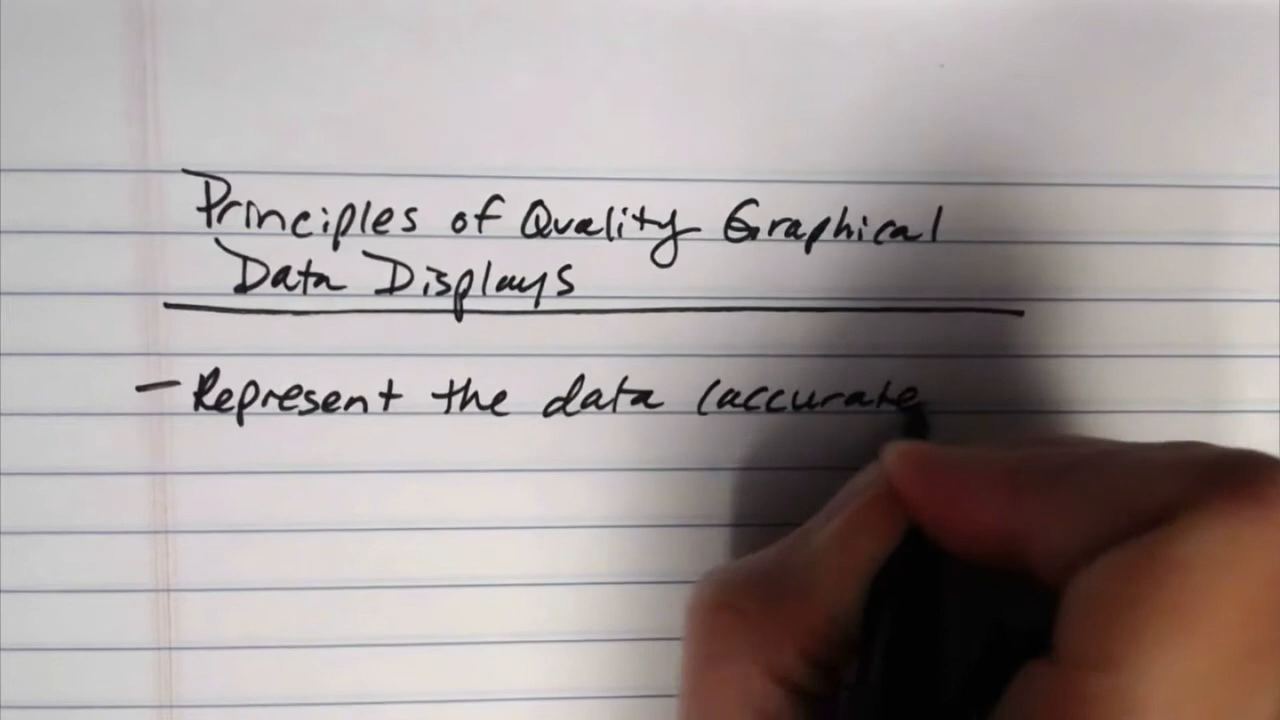 Principles of Quality Graphical
Data Displays
- Represent the data (accurate